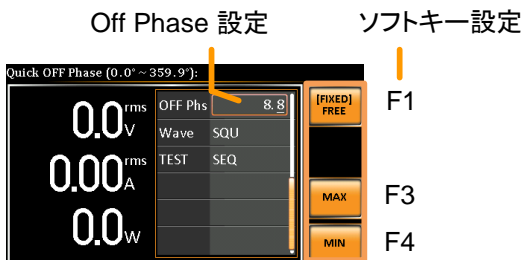 Off Phase 設定
ソフトキー設定
Quick OFF Phase (0.0° ~ 359.9°):
0.0 rms V
0.00 rms A
0.0 W
OFF Phs 8.8
Wave SQU
TEST SEQ
[FIXED]
FREE
MAX
MIN
F1
F3
F4